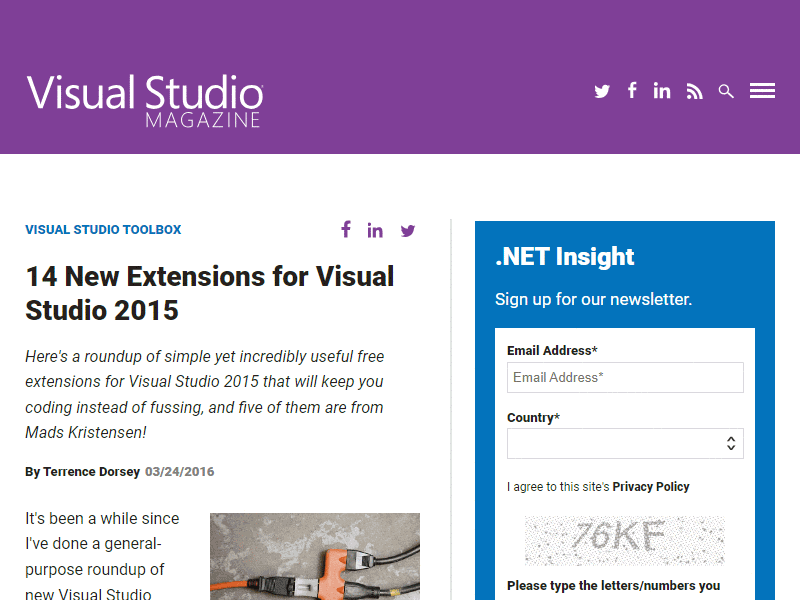 Visual Studio
MAGAZINE
VISUAL STUDIO TOOLBOX
14 New Extensions for Visual
Studio 2015
Here's a roundup of simple yet incredibly useful free
extensions for Visual Studio 2015 that will keep you
coding instead of fussing, and five of them are from
Mads Kristensen!
By Terrence Dorsey 03/24/2016
It's been a while since
I've done a general-
purpose roundup of
new Visual Studio
.NET Insight
Sign up for our newsletter.
Email Address*
Email Address*
Country*
I agree to this site's Privacy Policy
76KF
Please type the letters/numbers you